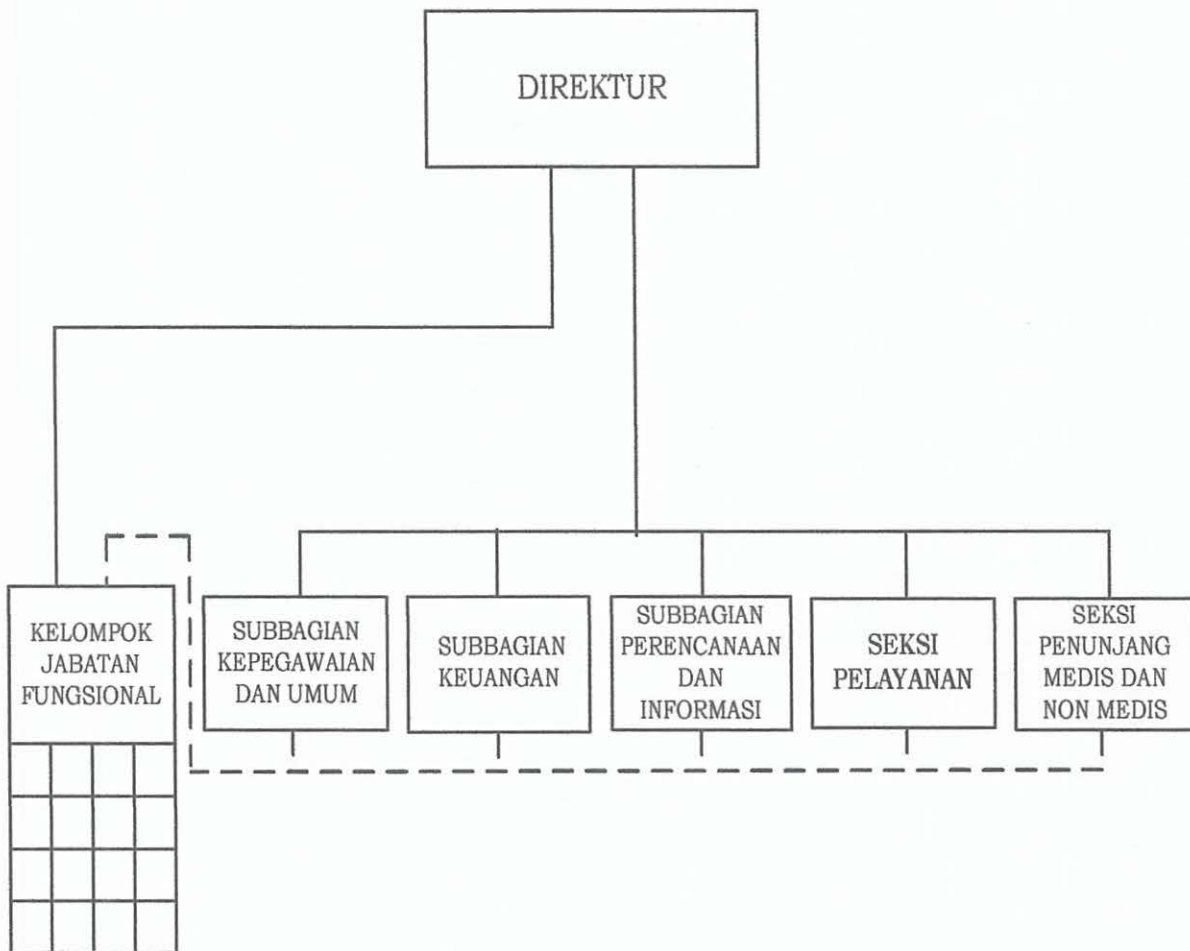 DIREKTUR
KELOMPOK
JABATAN
FUNGSIONAL
SUBBAGIAN
KEPEGAWAIAN
DAN UMUM
SUBBAGIAN
KEUANGAN
SUBBAGIAN
PERENCANAAN
DAN
INFORMASI
SEKSI
PELAYANAN
SEKSI
PENUNJANG
MEDIS DAN
NON MEDIS